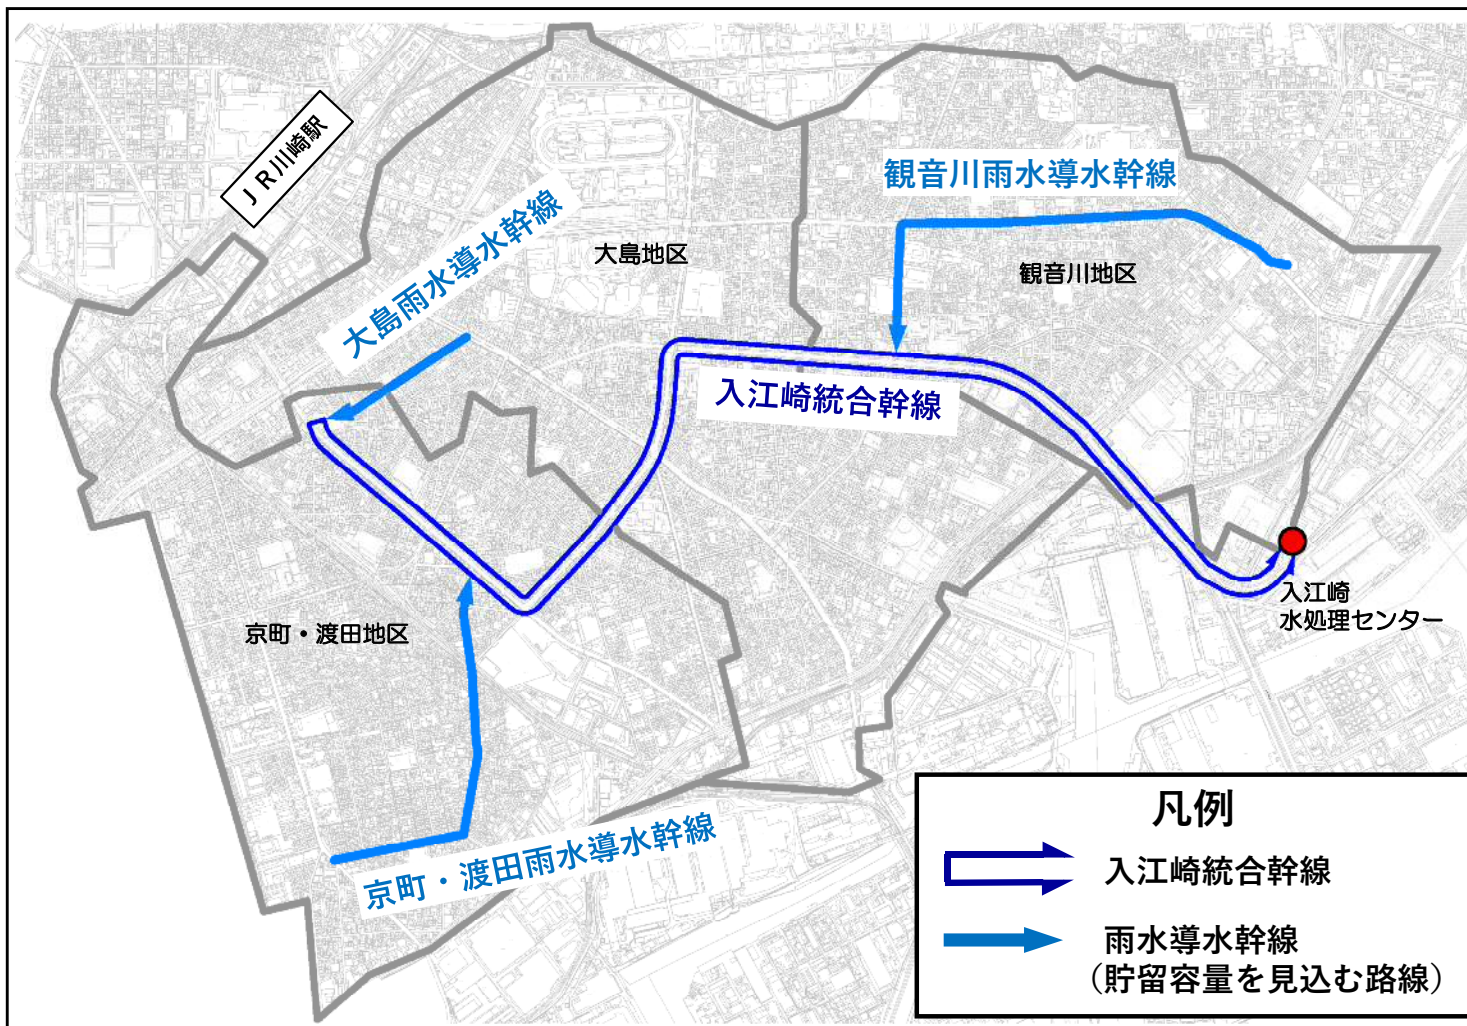 JR川崎駅
観音川雨水導水幹線
大島雨水導水幹線
大島地区
観音川地区
入江崎統合幹線
入江崎
水処理センター
京町・渡田地区
京町・渡田雨水導水幹線
凡例
入江崎統合幹線
雨水導水幹線
（貯留容量を見込む路線）